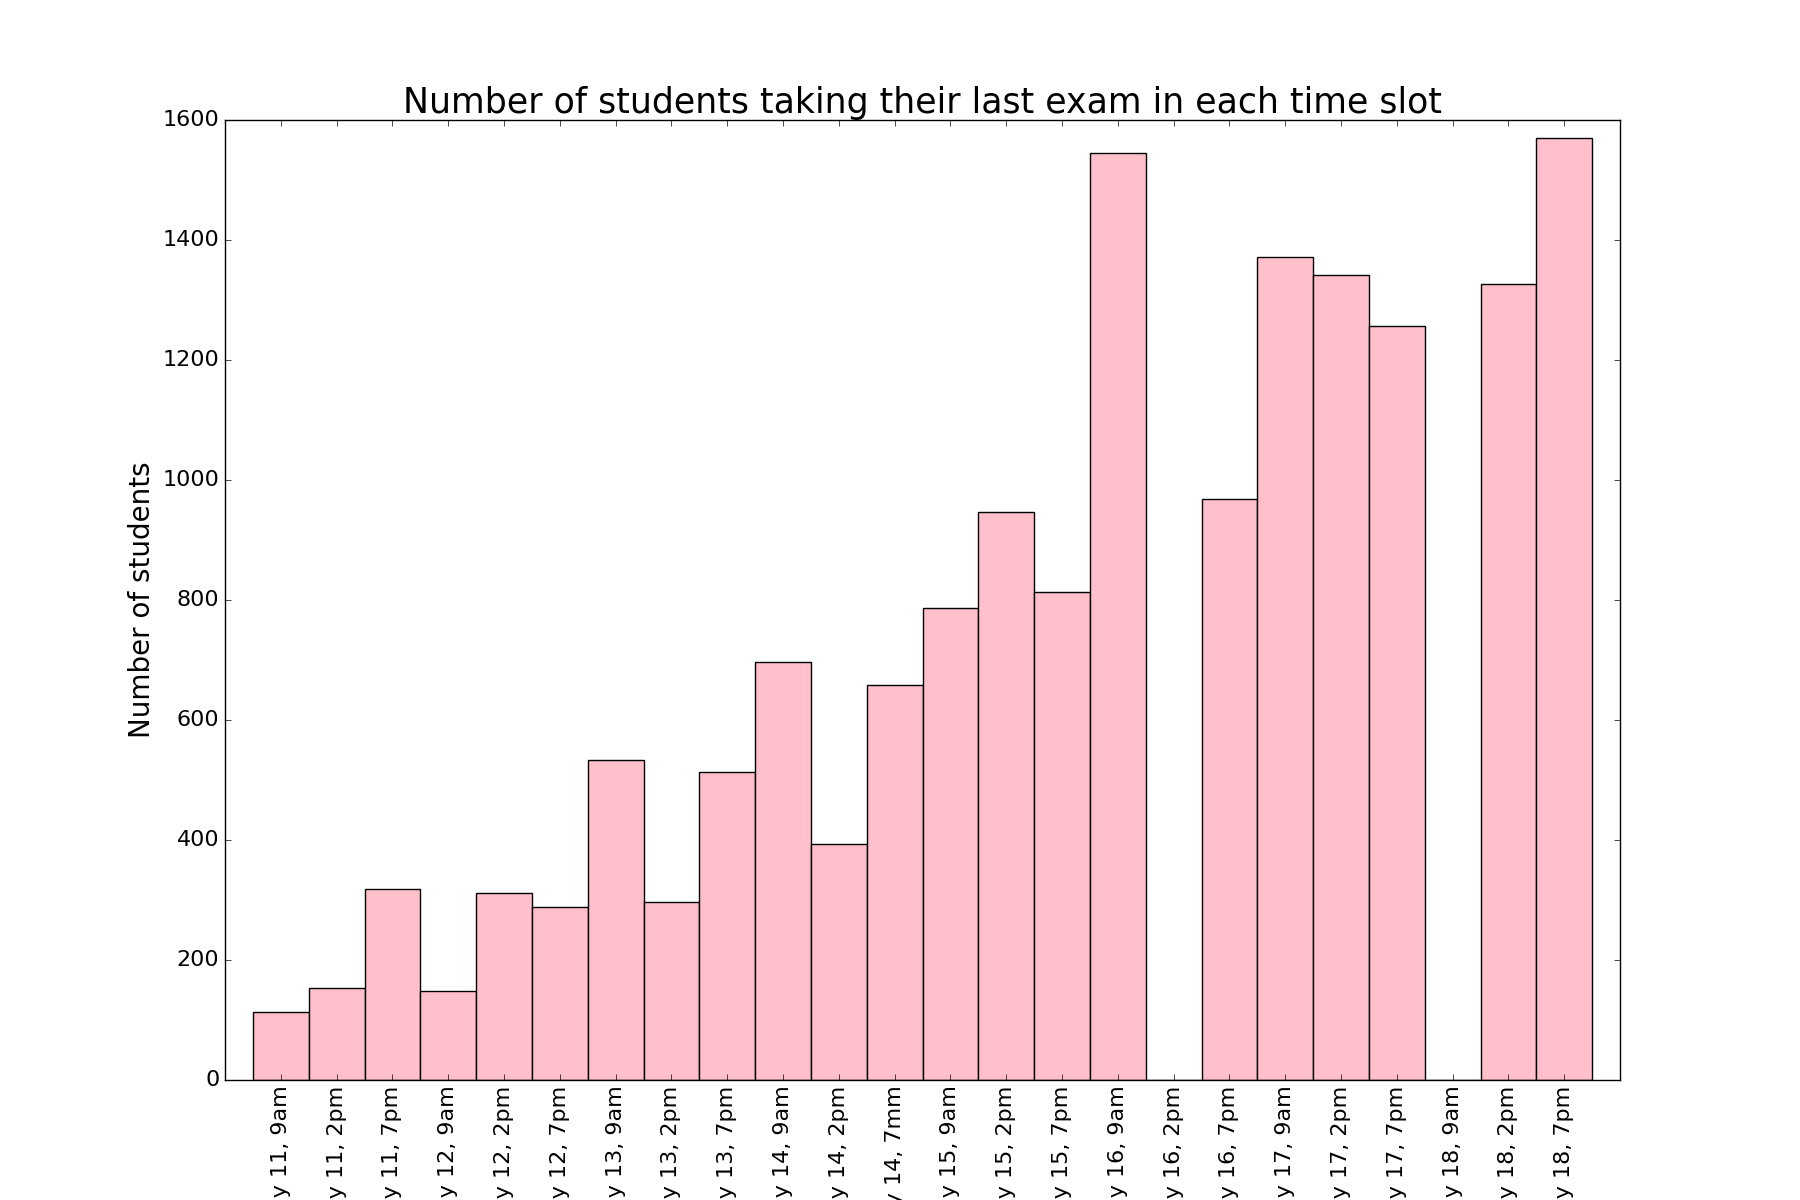 Number of students taking their last exam in each time slot
Number of students
1600
1400
1200
1000
800
600
400
200
0
y 11, 9am
y 11, 2pm
y 11, 7pm
y 12, 9am
y 12, 2pm
y 12, 7pm
y 13, 9am
y 13, 2pm
y 13, 7pm
y 14, 9am
y 14, 2pm
y 14, 7mm
y 15, 9am
y 15, 2pm
y 15, 7pm
y 16, 9am
y 16, 2pm
y 16, 7pm
y 17, 9am
y 17, 2pm
y 17, 7pm
y 18, 9am
y 18, 2pm
y 18, 7pm